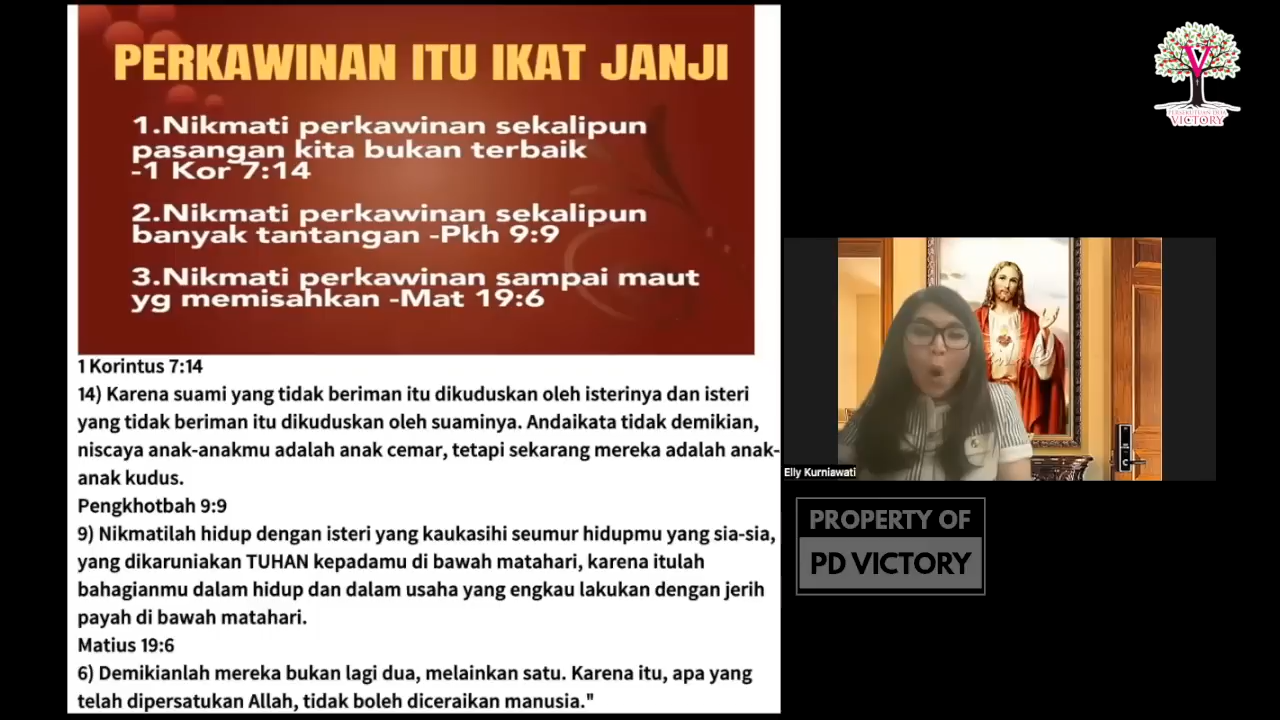 PERKAWINAN ITU IKAT JANJI
1.Nikmati perkawinan sekalipun
pasangan kita bukan terbaik
-1 Kor 7:14
2.Nikmati perkawinan sekalipun
banyak tantangan -Pkh 9:9
3.Nikmati perkawinan sampai maut
yg memisahkan -Mat 19:6
1 Korintus 7:14
14) Karena suami yang tidak beriman itu dikuduskan oleh isterinya dan isteri
yang tidak beriman itu dikuduskan oleh suaminya. Andaikata tidak demikian,
niscaya anak-anakmu adalah anak cemar, tetapi sekarang mereka adalah anak-
anak kudus.
Pengkhotbah 9:9
9) Nikmatilah hidup dengan isteri yang kaukasihi seumur hidupmu yang sia-sia,
yang dikaruniakan TUHAN kepadamu di bawah matahari, karena itulah
bahagianmu dalam hidup dan dalam usaha yang engkau lakukan dengan jerih
payah di bawah matahari.
Matius 19:6
6) Demikianlah mereka bukan lagi dua, melainkan satu. Karena itu, apa yang
telah dipersatukan Allah, tidak boleh diceraikan manusia."
V
PERSEKUTUAN DOA
VICTORY
Elly Kurniawati
PROPERTY OF
PD VICTORY